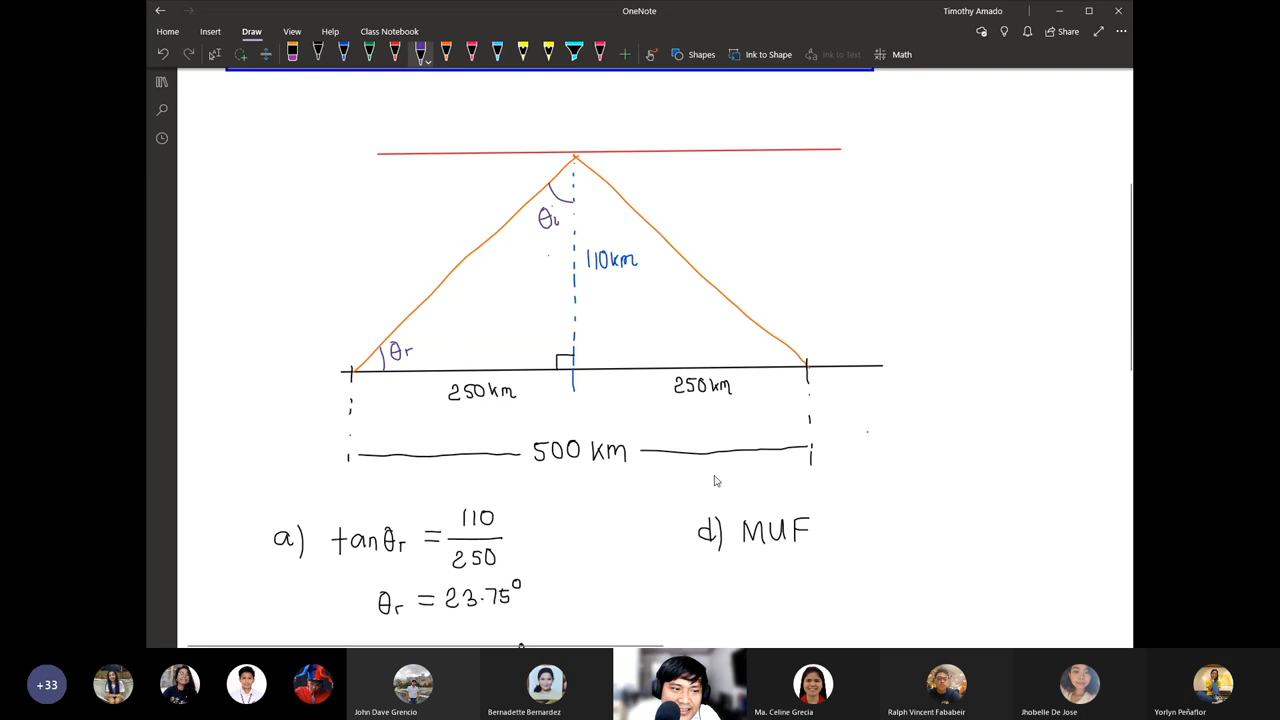 OneNote
Timothy Amado
Home Insert Draw View Help Class Notebook
Share
Shapes Ink to Shape Ink to Text Math
θi
110km
θr
250km 250km
500 km
a) tanθr = 110
250
θr = 23.75°
d) MUF
+33
John Dave Grencio
Bernadette Bernardez
Ma. Celine Grecia
Ralph Vincent Fababeir
Jhobelle De Jose
Yorlyn Peñaflor